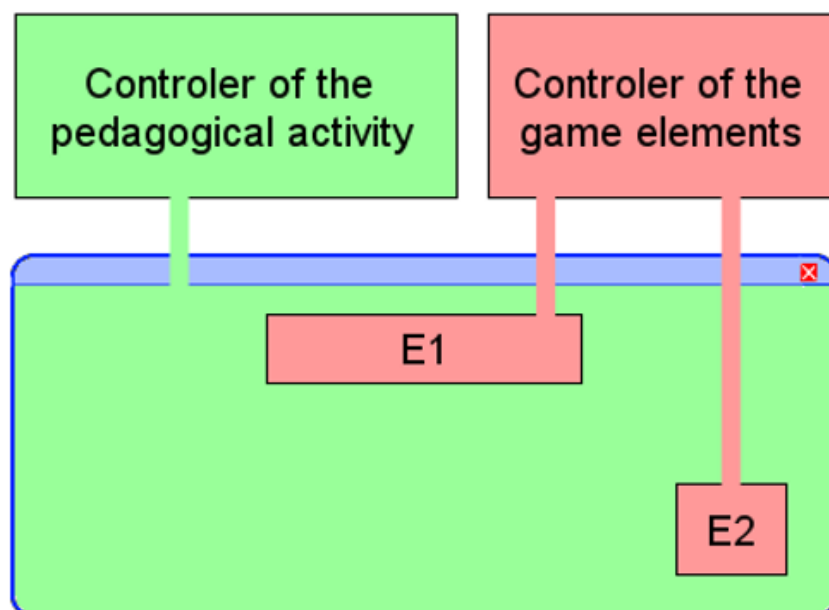 Controler of the
pedagogical activity
Controler of the
game elements
E1
E2